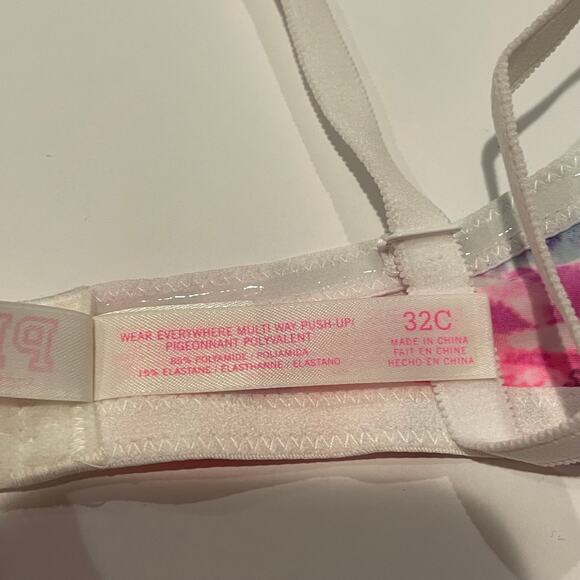 PI
WEAR EVERYWHERE MULTI WAY PUSH-UP/
PIGEONNANT POLYVALENT
85% POLYAMIDE / POLIAMIDA
15% ELASTANE / ELASTHANNE / ELASTANO
32C
MADE IN CHINA
FAIT EN CHINE
HECHO EN CHINA